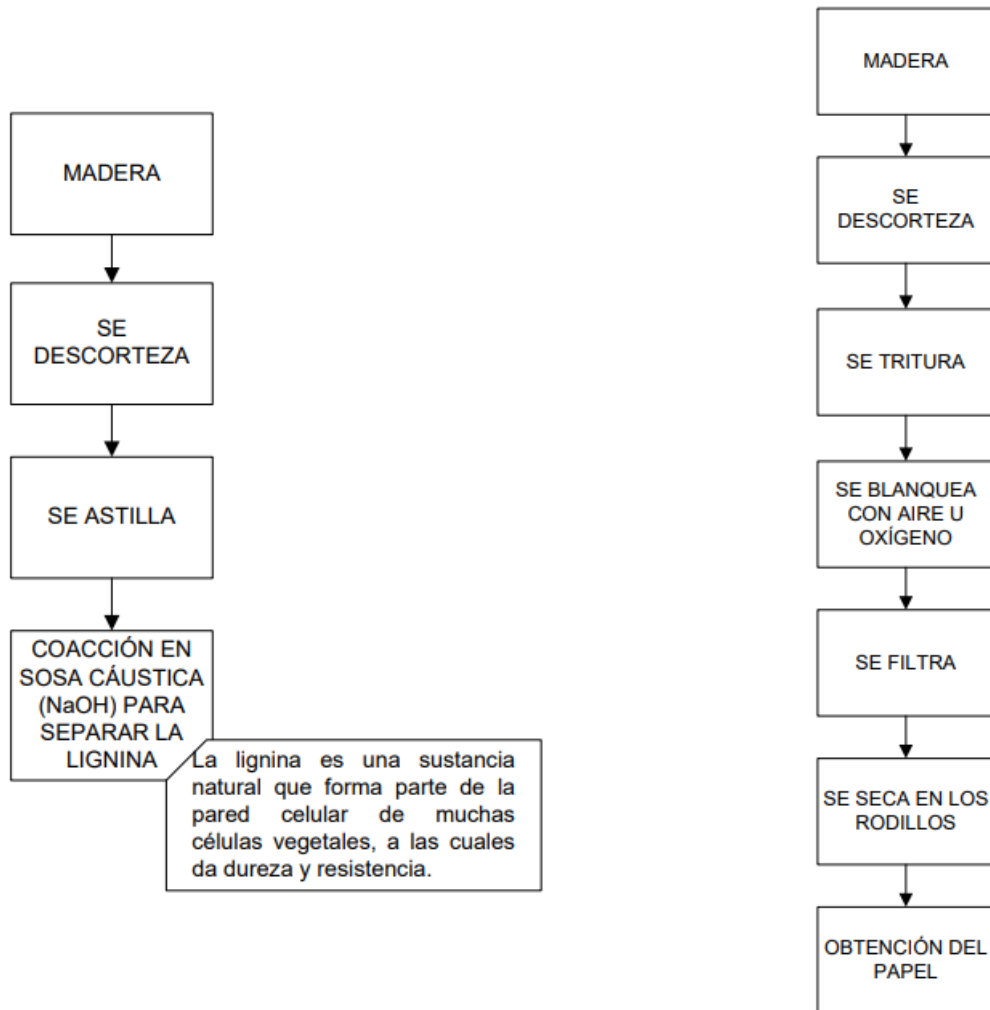 MADERA
SE
DESCORTEZA
SE ASTILLA
COACCIÓN EN
SOSA CÁUSTICA
(NaOH) PARA
SEPARAR LA
LIGNINA
La lignina es una sustancia
natural que forma parte de la
pared celular de muchas
células vegetales, a las cuales
da dureza y resistencia.
MADERA
SE
DESCORTEZA
SE TRITURA
SE BLANQUEA
CON AIRE U
OXÍGENO
SE FILTRA
SE SECA EN LOS
RODILLOS
OBTENCIÓN DEL
PAPEL